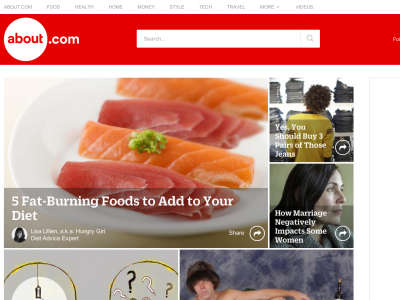 ABOUT.COM FOOD HEALTH HOME MONEY STYLE TECH TRAVEL MORE VIDEOS
about.com
Search...
Fol
5 Fat-Burning Foods to Add to Your
Diet
Lisa Lillien, a.k.a. Hungry Girl
Diet Advice Expert
Share
Yes, You
Should Buy 3
Pairs of Those
Jeans
How Marriage
Negatively
Impacts Some
Women
? ? ?